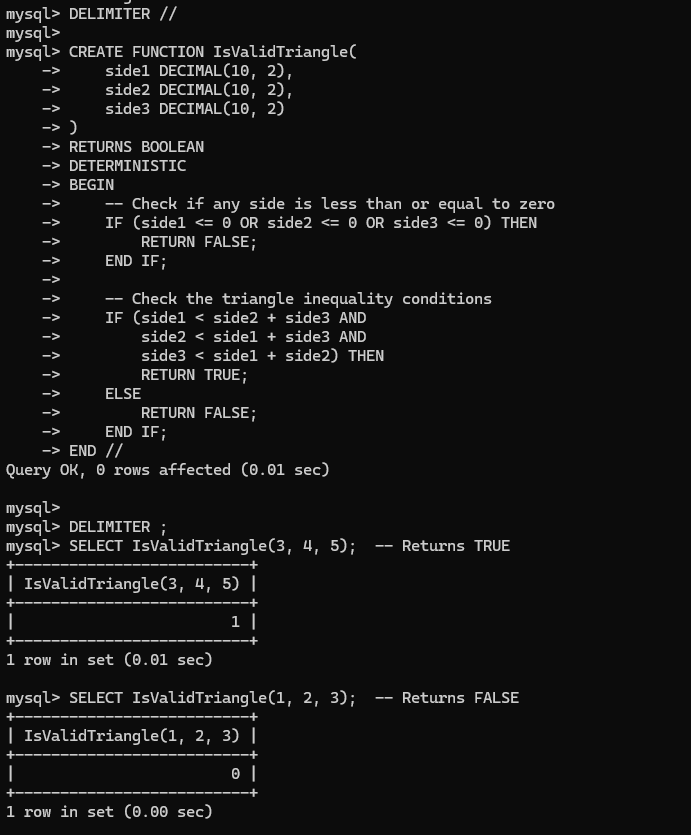 mysql> DELIMITER //
mysql>
mysql> CREATE FUNCTION IsValidTriangle(
    ->     side1 DECIMAL(10, 2),
    ->     side2 DECIMAL(10, 2),
    ->     side3 DECIMAL(10, 2)
    -> )
    -> RETURNS BOOLEAN
    -> DETERMINISTIC
    -> BEGIN
    ->     -- Check if any side is less than or equal to zero
    ->     IF (side1 <= 0 OR side2 <= 0 OR side3 <= 0) THEN
    ->         RETURN FALSE;
    ->     END IF;
    ->
    ->     -- Check the triangle inequality conditions
    ->     IF (side1 < side2 + side3 AND
    ->         side2 < side1 + side3 AND
    ->         side3 < side1 + side2) THEN
    ->         RETURN TRUE;
    ->     ELSE
    ->         RETURN FALSE;
    ->     END IF;
    -> END //
Query OK, 0 rows affected (0.01 sec)

mysql>
mysql> DELIMITER ;
mysql> SELECT IsValidTriangle(3, 4, 5);  -- Returns TRUE
+--------------------------+
| IsValidTriangle(3, 4, 5) |
+--------------------------+
|                        1 |
+--------------------------+
1 row in set (0.01 sec)

mysql> SELECT IsValidTriangle(1, 2, 3);  -- Returns FALSE
+--------------------------+
| IsValidTriangle(1, 2, 3) |
+--------------------------+
|                        0 |
+--------------------------+
1 row in set (0.00 sec)